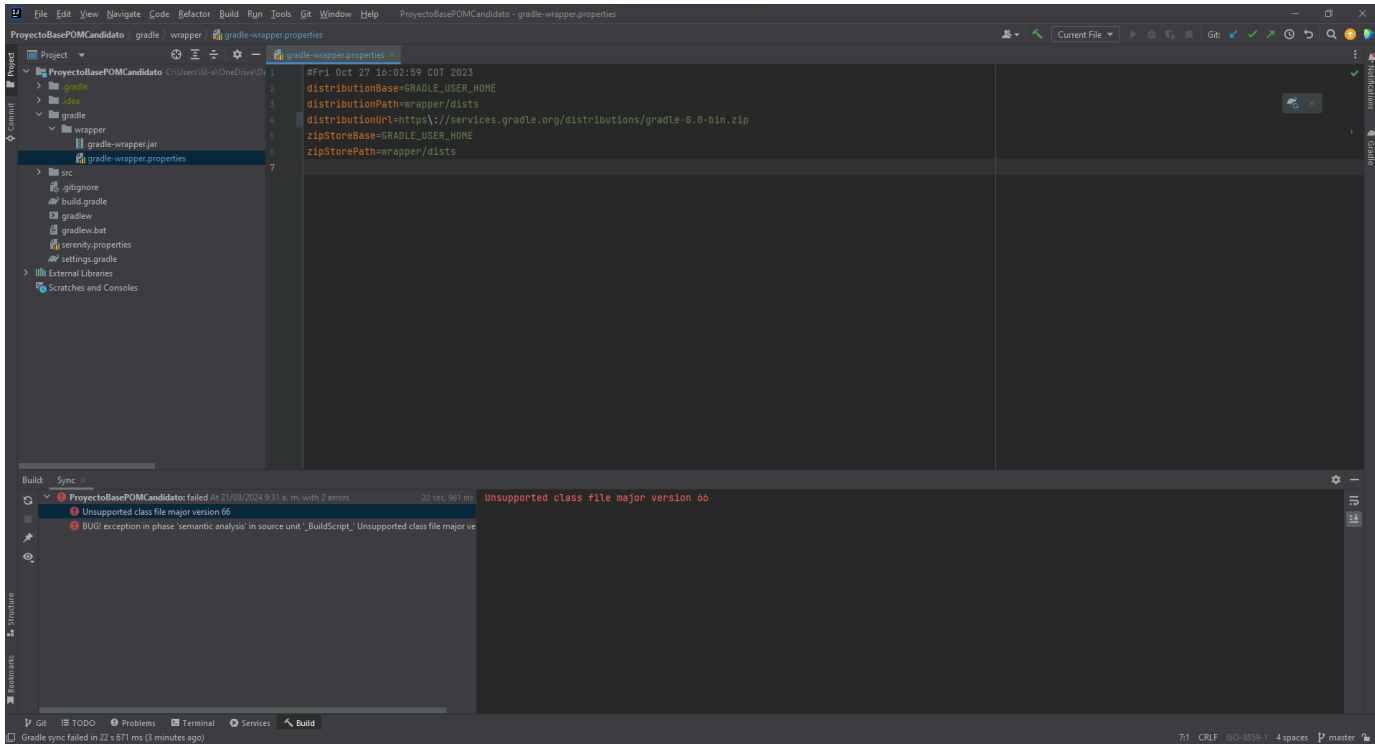 File Edit View Navigate Code Refactor Build Run Tools Git Window Help ProyectoBasePOMCandidato - gradle-wrapper.properties
ProyectoBasePOMCandidato gradle wrapper gradle-wrapper.properties
Current File
Git:
Project
gradle-wrapper.properties
ProyectoBasePOMCandidato C:\Users\lil-a\OneDrive\De
.gradle
.idea
gradle
wrapper
gradle-wrapper.jar
gradle-wrapper.properties
src
.gitignore
build.gradle
gradlew
gradlew.bat
serenity.properties
settings.gradle
External Libraries
Scratches and Consoles
1 #Fri Oct 27 16:02:59 COT 2023
2 distributionBase=GRADLE_USER_HOME
3 distributionPath=wrapper/dists
4 distributionUrl=https\://services.gradle.org/distributions/gradle-8.0-bin.zip
5 zipStoreBase=GRADLE_USER_HOME
6 zipStorePath=wrapper/dists
7
Project
Commit
Structure
Bookmarks
Notifications
Gradle
Build: Sync
ProyectoBasePOMCandidato: failed At 21/03/2024 9:31 a. m. with 2 errors 22 sec, 961 ms
Unsupported class file major version 66
BUG! exception in phase 'semantic analysis' in source unit '_BuildScript_' Unsupported class file major ve
Unsupported class file major version 66
Git TODO Problems Terminal Services Build
Gradle sync failed in 22 s 671 ms (3 minutes ago)
7:1 CRLF ISO-8859-1 4 spaces master